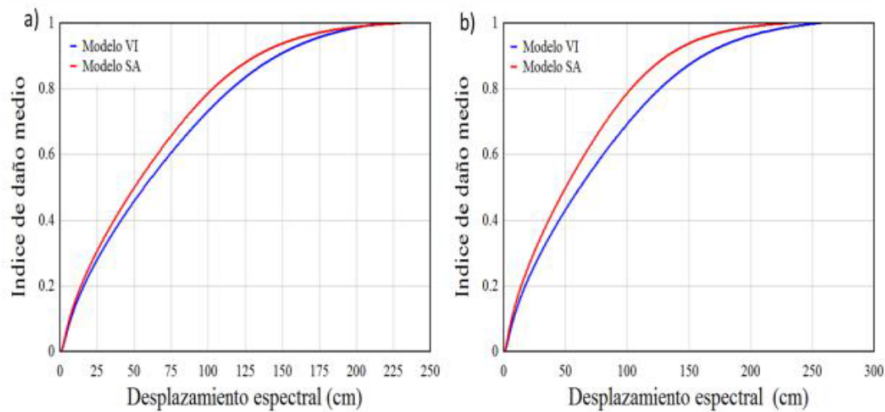 a)
Indice de daño medio
1
0.8
0.6
0.4
0.2
0
Modelo VI
Modelo SA
0 25 50 75 100 125 150 175 200 225 250
Desplazamiento espectral (cm)
b)
Indice de daño medio
1
0.8
0.6
0.4
0.2
0
Modelo VI
Modelo SA
0 50 100 150 200 250 300
Desplazamiento espectral (cm)